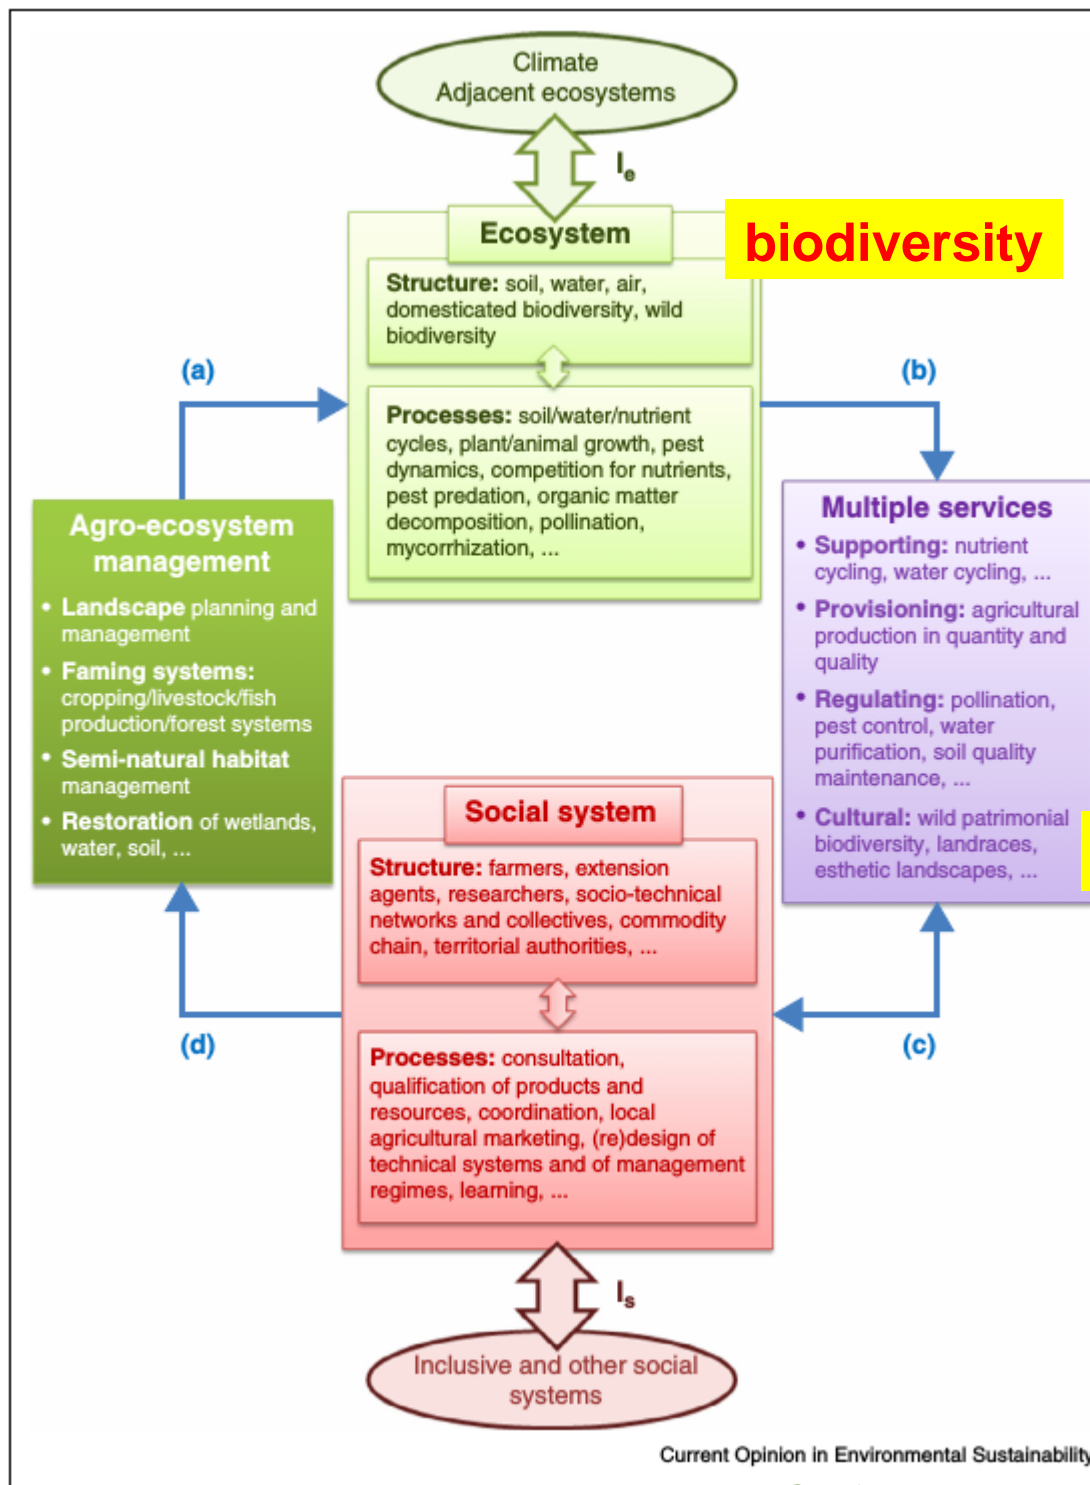 Climate
Adjacent ecosystems
Ie
Ecosystem
biodiversity
Structure: soil, water, air,
domesticated biodiversity, wild
biodiversity
(a)
(b)
Processes: soil/water/nutrient
cycles, plant/animal growth, pest
dynamics, competition for nutrients,
pest predation, organic matter
decomposition, pollination,
mycorrhization, ...
Agro-ecosystem
management
• Landscape planning and
management
• Faming systems:
cropping/livestock/fish
production/forest systems
• Semi-natural habitat
management
• Restoration of wetlands,
water, soil, ...
Multiple services
• Supporting: nutrient
cycling, water cycling, ...
• Provisioning: agricultural
production in quantity and
quality
• Regulating: pollination,
pest control, water
purification, soil quality
maintenance, ...
• Cultural: wild patrimonial
biodiversity, landraces,
esthetic landscapes, ...
Social system
Structure: farmers, extension
agents, researchers, socio-technical
networks and collectives, commodity
chain, territorial authorities, ...
(d)
(c)
Processes: consultation,
qualification of products and
resources, coordination, local
agricultural marketing, (re)design of
technical systems and of management
regimes, learning, ...
Is
Inclusive and other social
systems
Current Opinion in Environmental Sustainability